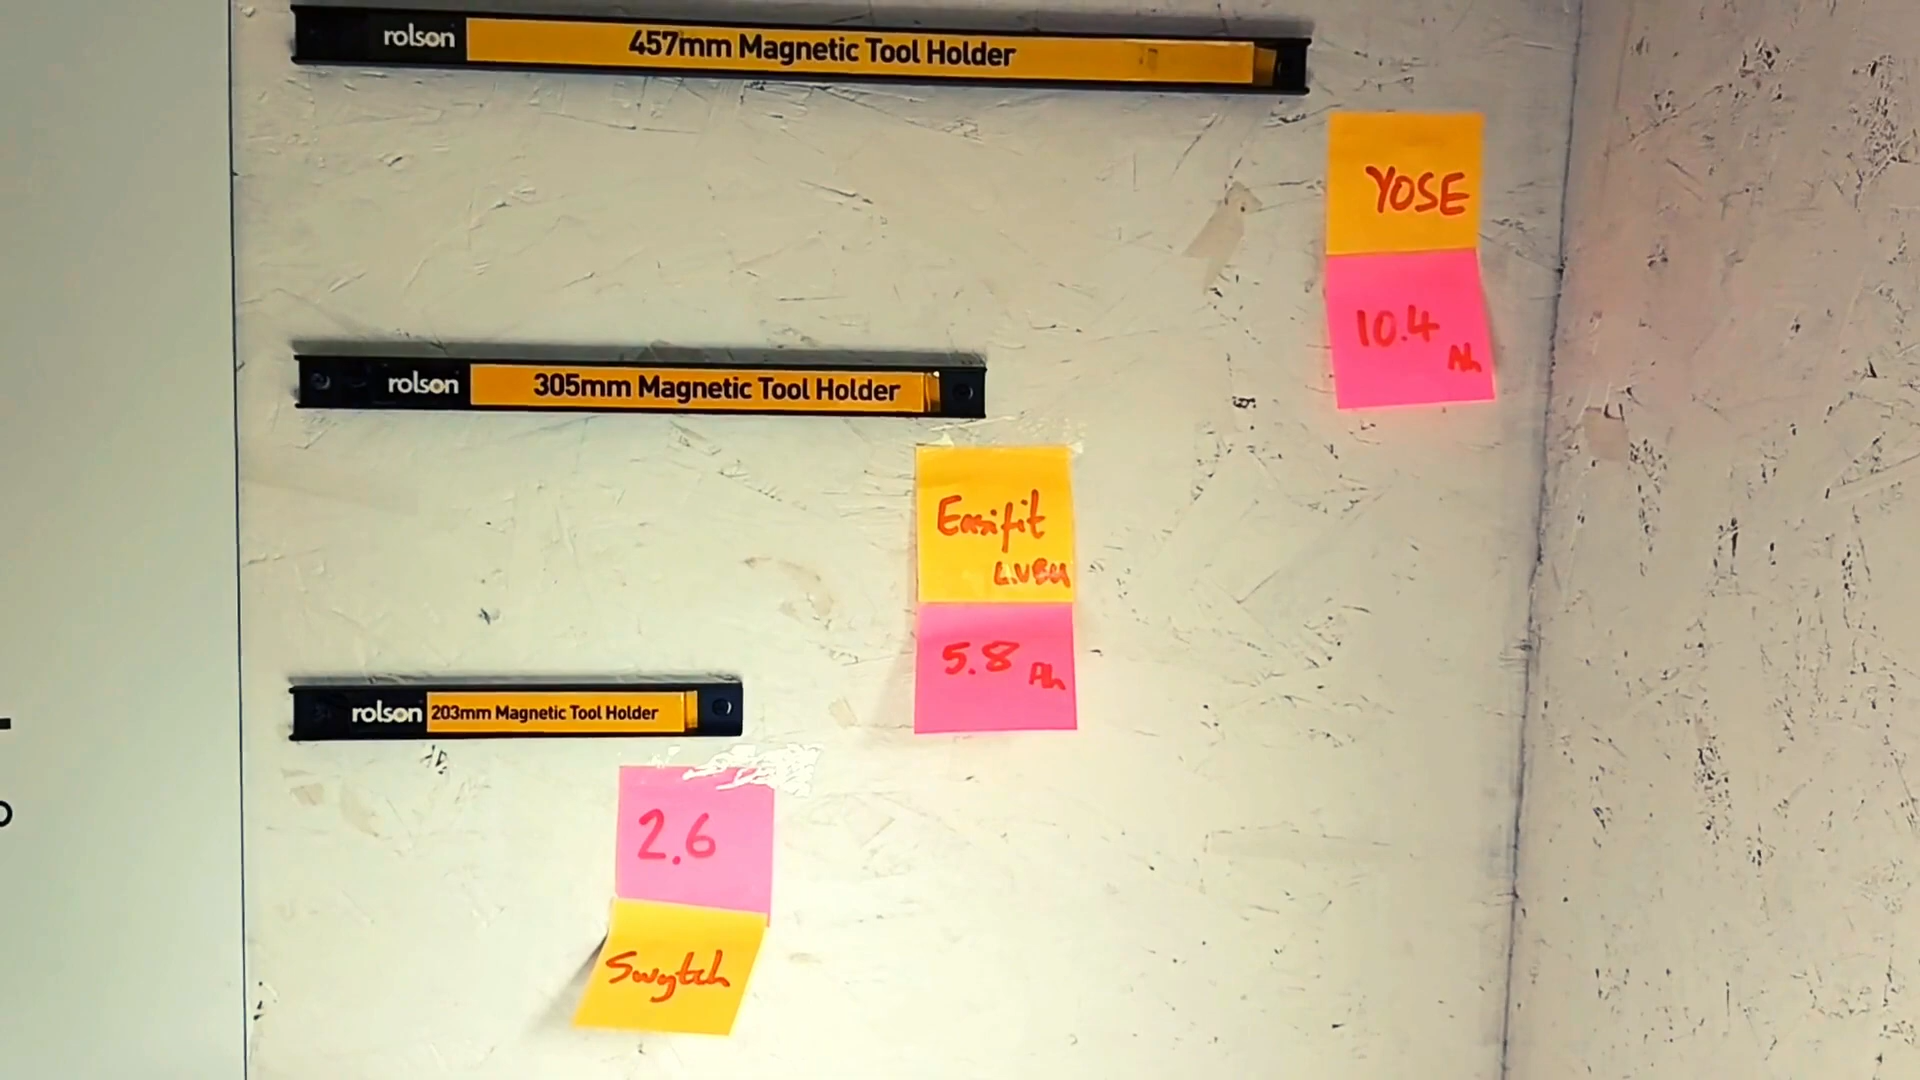 rolson 457mm Magnetic Tool Holder
YOSE
10.4
Ah
rolson 305mm Magnetic Tool Holder
Easifit
5.8 Ah
rolson 203mm Magnetic Tool Holder
2.6
Swytch